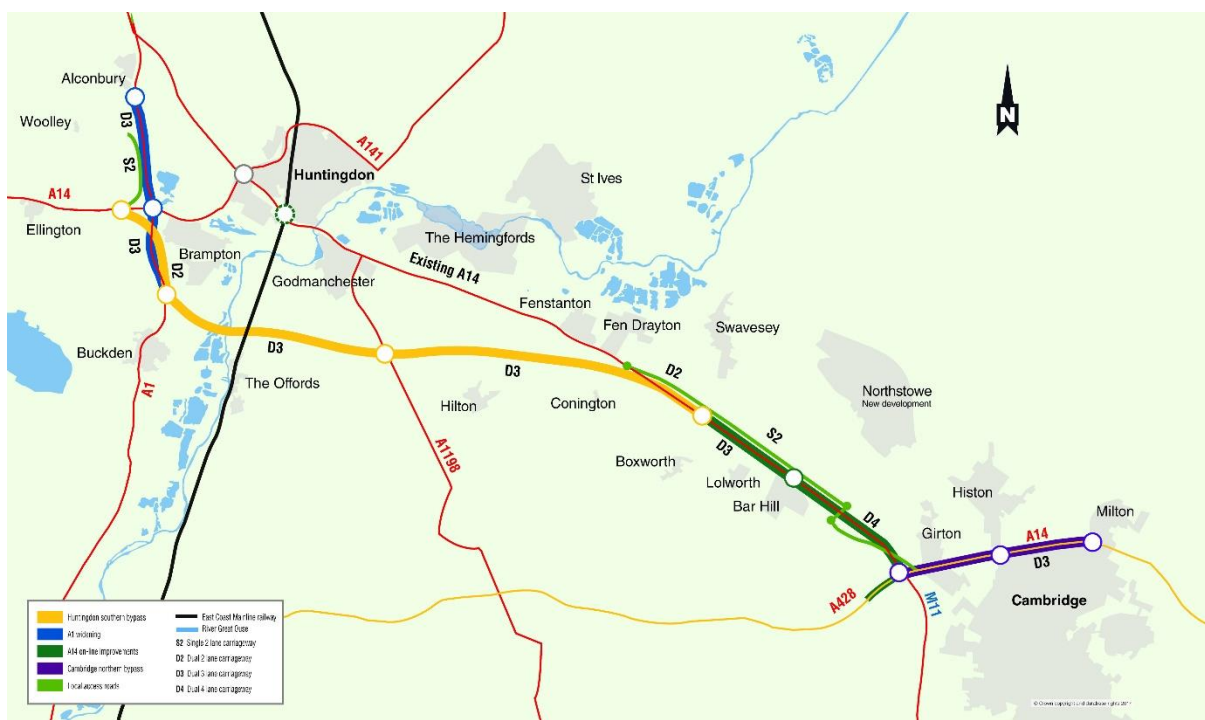 Alconbury
Woolley
D3
S2
A14
Ellington
D3
D2
Brampton
Huntingdon
A141
St Ives
The Hemingfords
Godmanchester
Existing A14
Fenstanton
Fen Drayton
Swavesey
Buckden
A1
The Offords
D3
D3
D2
Hilton
Conington
Northstowe
New development
A1198
Boxworth
D3
S2
Lolworth
Bar Hill
D4
Histon
Girton
Milton
A14
D3
A428
M11
Cambridge
N
Huntingdon southern bypass
A1 widening
A14 on-line improvements
Cambridge northern bypass
Local access roads
East Coast Mainline railway
River Great Ouse
S2 Single 2 lane carriageway
D2 Dual 2 lane carriageway
D3 Dual 3 lane carriageway
D4 Dual 4 lane carriageway